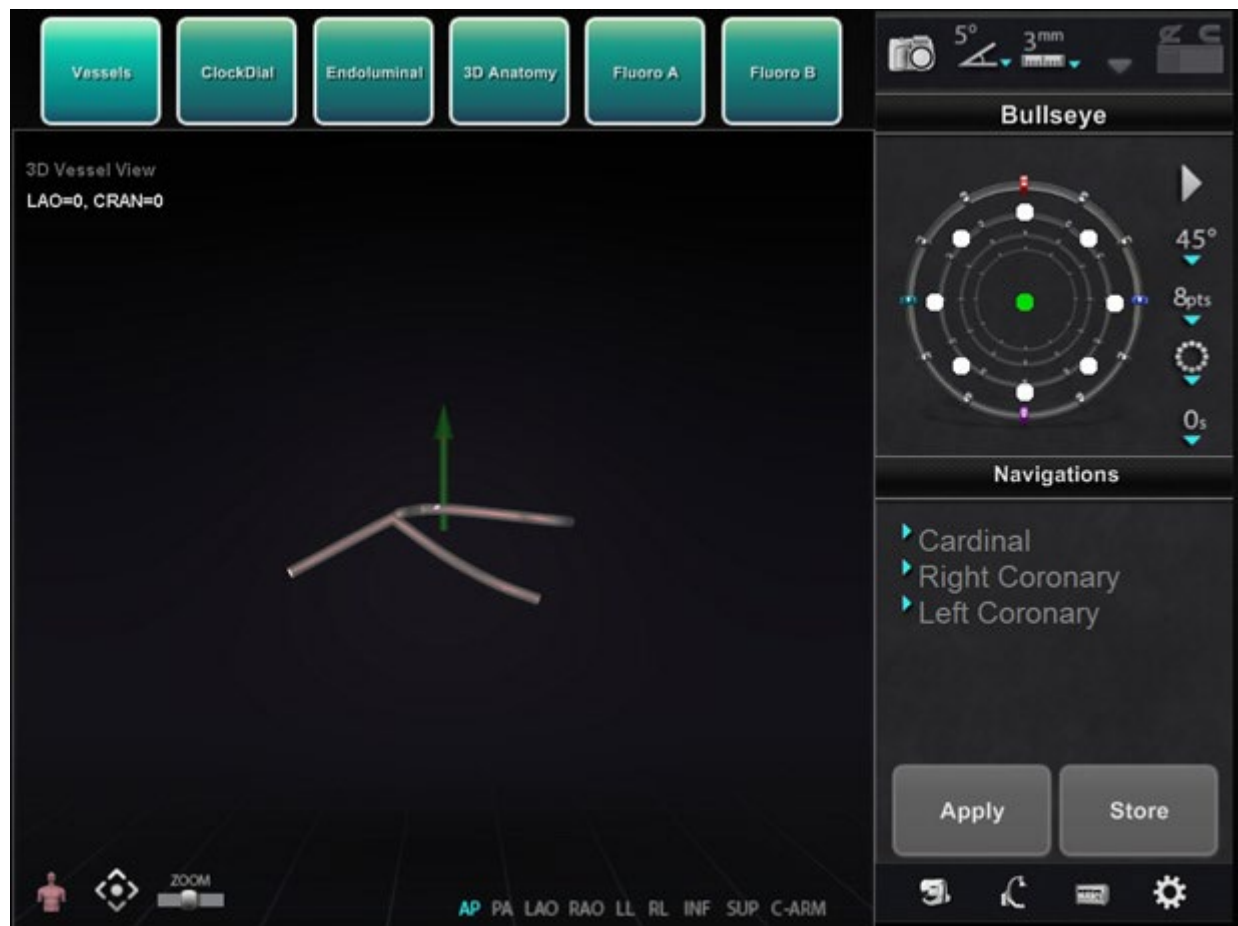 Vessels
ClockDial
Endoluminal
3D Anatomy
Fluoro A
Fluoro B
5°
3mm
Bullseye
3D Vessel View
LAO=0, CRAN=0
45°
8pts
0s
Navigations
Cardinal
Right Coronary
Left Coronary
Apply
Store
ZOOM
AP PA LAO RAO LL RL INF SUP C-ARM